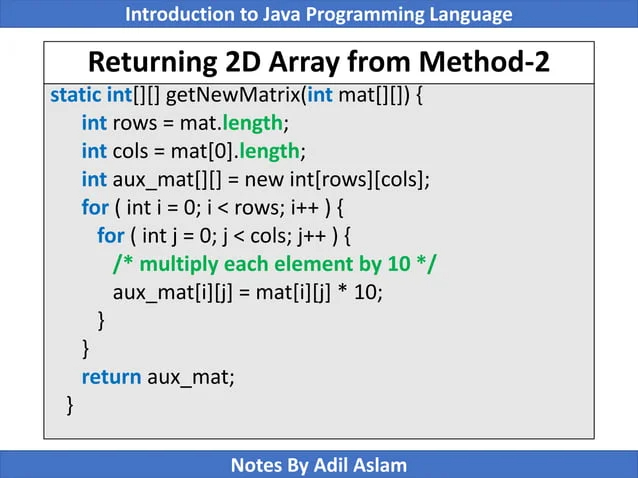 Introduction to Java Programming Language
Returning 2D Array from Method-2
static int[][] getNewMatrix(int mat[][]) {
int rows = mat.length;
int cols = mat[0].length;
int aux_mat[][] = new int[rows][cols];
for ( int i = 0; i < rows; i++ ) {
for ( int j = 0; j < cols; j++ ) {
/* multiply each element by 10 */
aux_mat[i][j] = mat[i][j] * 10;
}
}
return aux_mat;
}
Notes By Adil Aslam